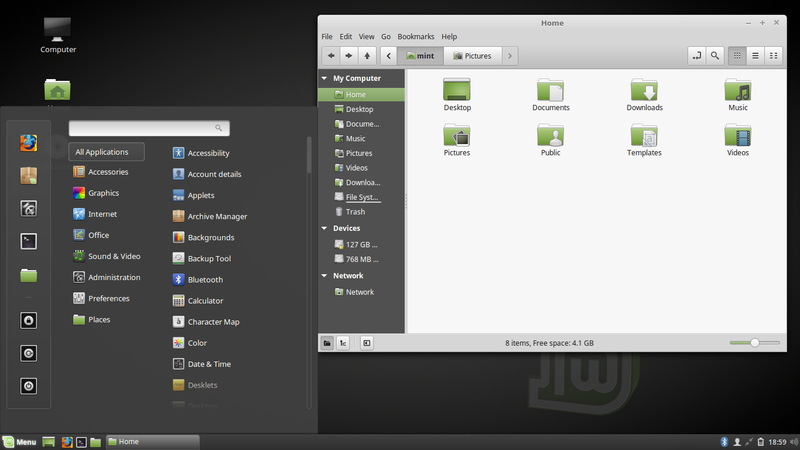 Computer
All Applications
Accessories
Graphics
Internet
Office
Sound & Video
Administration
Preferences
Places
Accessibility
Account details
Applets
Archive Manager
Backgrounds
Backup Tool
Bluetooth
Calculator
Character Map
Color
Date & Time
Desklets
Home
File Edit View Go Bookmarks Help
mint Pictures
My Computer
Home
Desktop
Docume...
Music
Pictures
Videos
Downloa...
File Syst...
Trash
Devices
127 GB ...
768 MB ...
Network
Network
Desktop Documents Downloads Music
Pictures Public Templates Videos
8 items, Free space: 4.1 GB
Menu Home 18:59